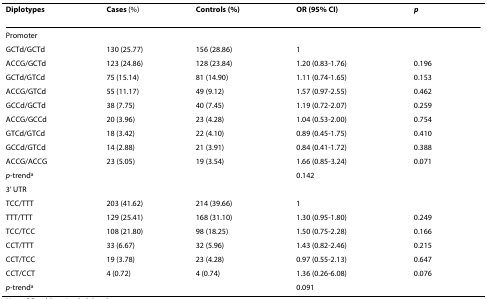 Diplotypes Cases (%) Controls (%) OR (95% CI) p
Promoter
GCTd/GCTd 130 (25.77) 156 (28.86) 1
ACCG/GCTd 123 (24.86) 128 (23.84) 1.20 (0.83-1.76) 0.196
GCTd/GTCd 75 (15.14) 81 (14.90) 1.11 (0.74-1.65) 0.153
ACCG/GTCd 55 (11.17) 49 (9.12) 1.57 (0.97-2.55) 0.462
GCCd/GCTd 38 (7.75) 40 (7.45) 1.19 (0.72-2.07) 0.259
ACCG/GCCd 20 (3.96) 23 (4.28) 1.04 (0.53-2.00) 0.754
GTCd/GTCd 18 (3.42) 22 (4.10) 0.89 (0.45-1.75) 0.410
GCCd/GTCd 14 (2.88) 21 (3.91) 0.84 (0.41-1.72) 0.388
ACCG/ACCG 23 (5.05) 19 (3.54) 1.66 (0.85-3.24) 0.071
p-trendᵃ 0.142
3' UTR
TCC/TTT 203 (41.62) 214 (39.66) 1
TTT/TTT 129 (25.41) 168 (31.10) 1.30 (0.95-1.80) 0.249
TCC/TCC 108 (21.80) 98 (18.25) 1.50 (0.75-2.28) 0.166
CCT/TTT 33 (6.67) 32 (5.96) 1.43 (0.82-2.46) 0.215
CCT/TCC 19 (3.78) 23 (4.28) 0.97 (0.55-2.13) 0.647
CCT/CCT 4 (0.72) 4 (0.74) 1.36 (0.26-6.08) 0.076
p-trendᵃ 0.091